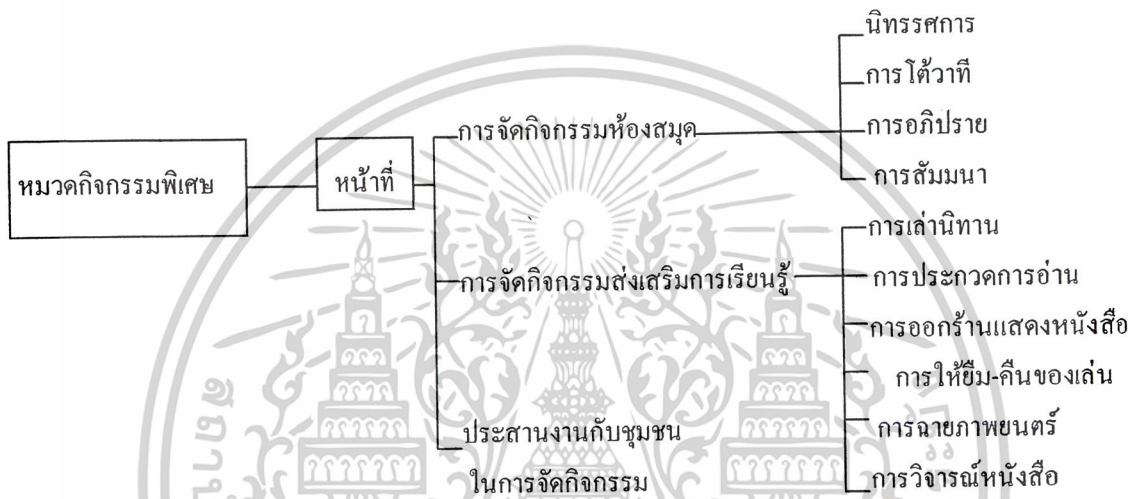 หมวดกิจกรรมพิเศษ
หน้าที่
การจัดกิจกรรมห้องสมุด
นิทรรศการ
การโต้วาที
การอภิปราย
การสัมมนา
การจัดกิจกรรมส่งเสริมการเรียนรู้
การเล่านิทาน
การประกวดการอ่าน
การออกร้านแสดงหนังสือ
การให้ยืม-คืนของเล่น
การฉายภาพยนตร์
การวิจารณ์หนังสือ
ประสานงานกับชุมชน
ในการจัดกิจกรรม